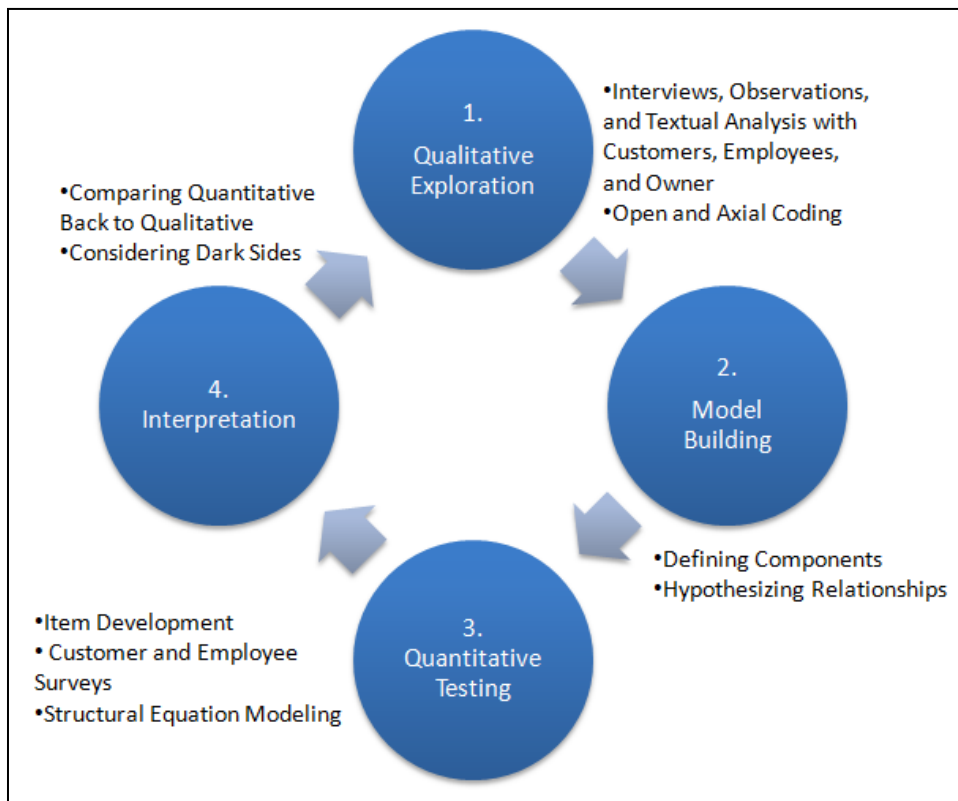 1.
Qualitative
Exploration
•Interviews, Observations,
and Textual Analysis with
Customers, Employees,
and Owner
•Open and Axial Coding
2.
Model
Building
•Defining Components
•Hypothesizing Relationships
3.
Quantitative
Testing
•Item Development
• Customer and Employee
Surveys
•Structural Equation Modeling
4.
Interpretation
•Comparing Quantitative
Back to Qualitative
•Considering Dark Sides